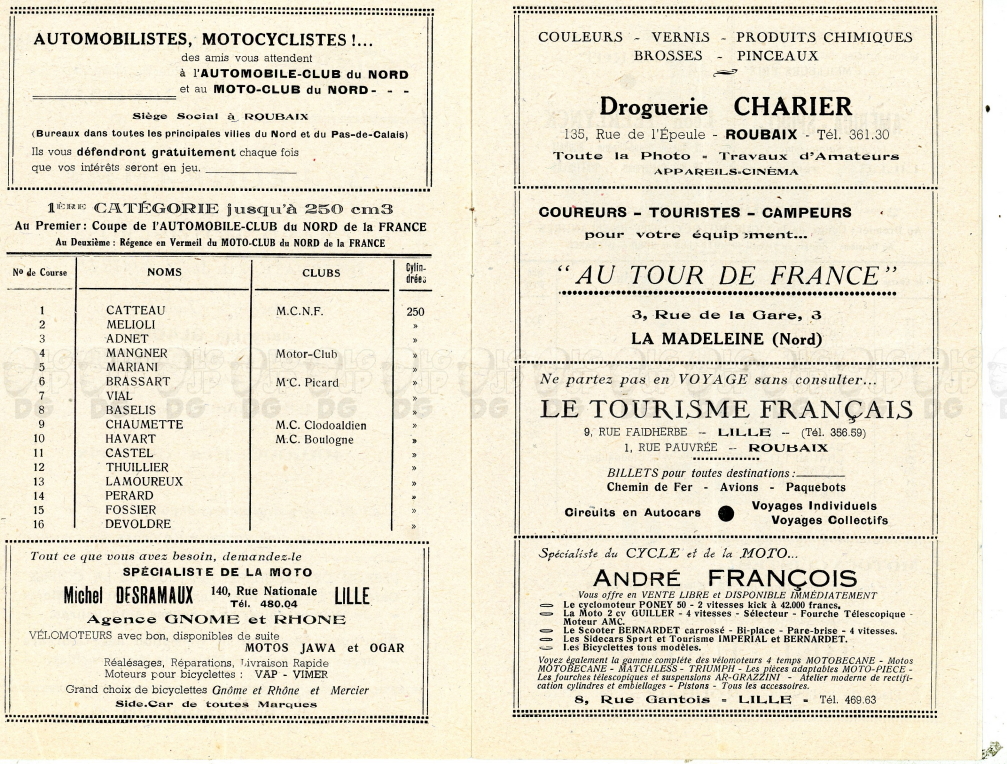 AUTOMOBILISTES, MOTOCYCLISTES !...
des amis vous attendent
à l'AUTOMOBILE-CLUB du NORD
et au MOTO-CLUB du NORD - - -
Siège Social à ROUBAIX
(Bureaux dans toutes les principales villes du Nord et du Pas-de-Calais)
Ils vous défendront gratuitement chaque fois
que vos intérêts seront en jeu.
1ÈRE CATÉGORIE jusqu'à 250 cm3
Au Premier: Coupe de l'AUTOMOBILE-CLUB du NORD de la FRANCE
Au Deuxième : Régence en Vermeil du MOTO-CLUB du NORD de la FRANCE
No de Course NOMS CLUBS Cylindrées
1 CATTEAU M.C.N.F. 250
2 MELIOLI »
3 ADNET »
4 MANGNER Motor-Club »
5 MARIANI »
6 BRASSART M.C. Picard »
7 VIAL »
8 BASELIS »
9 CHAUMETTE M.C. Clodoaldien »
10 HAVART M.C. Boulogne »
11 CASTEL »
12 THUILLIER »
13 LAMOUREUX »
14 PERARD »
15 FOSSIER »
16 DEVOLDRE »
Tout ce que vous avez besoin, demandez-le
SPÉCIALISTE DE LA MOTO
Michel DESRAMAUX 140, Rue Nationale LILLE
Tél. 480.04
Agence GNOME et RHONE
VÉLOMOTEURS avec bon, disponibles de suite
MOTOS JAWA et OGAR
Réalésages, Réparations, Livraison Rapide
Moteurs pour bicyclettes : VAP - VIMER
Grand choix de bicyclettes Gnôme et Rhône et Mercier
Side-Car de toutes Marques
COULEURS - VERNIS - PRODUITS CHIMIQUES
BROSSES - PINCEAUX
Droguerie CHARIER
135, Rue de l'Épeule - ROUBAIX - Tél. 361.30
Toute la Photo - Travaux d'Amateurs
APPAREILS-CINÉMA
COUREURS - TOURISTES - CAMPEURS
pour votre équipement...
"AU TOUR DE FRANCE"
3, Rue de la Gare, 3
LA MADELEINE (Nord)
Ne partez pas en VOYAGE sans consulter...
LE TOURISME FRANÇAIS
9, RUE FAIDHERBE - LILLE - (Tél. 356.59)
1, RUE PAUVRÉE - ROUBAIX
BILLETS pour toutes destinations :
Chemin de Fer - Avions - Paquebots
Circuits en Autocars ● Voyages Individuels
Voyages Collectifs
Spécialiste du CYCLE et de la MOTO...
ANDRÉ FRANÇOIS
Vous offre en VENTE LIBRE et DISPONIBLE IMMÉDIATEMENT
Le cyclomoteur PONEY 50 - 2 vitesses kick à 42.000 francs.
La Moto 2 cv GUILLER - 4 vitesses - Sélecteur - Fourche Télescopique -
Moteur AMC.
Le Scooter BERNARDET carrossé - Bi-place - Pare-brise - 4 vitesses.
Les Sidecars Sport et Tourisme IMPERIAL et BERNARDET.
Les Bicyclettes tous modèles.
Voyez également la gamme complète des vélomoteurs 4 temps MOTOBECANE - Motos
MOTOBECANE - MATCHLESS - TRIUMPH - Les pièces adaptables MOTO-PIECE -
Les fourches télescopiques et suspensions AR-GRAZZINI - Atelier moderne de rectifi-
cation cylindres et embiellages - Pistons - Tous les accessoires.
8, Rue Gantois - LILLE - Tél. 469.63